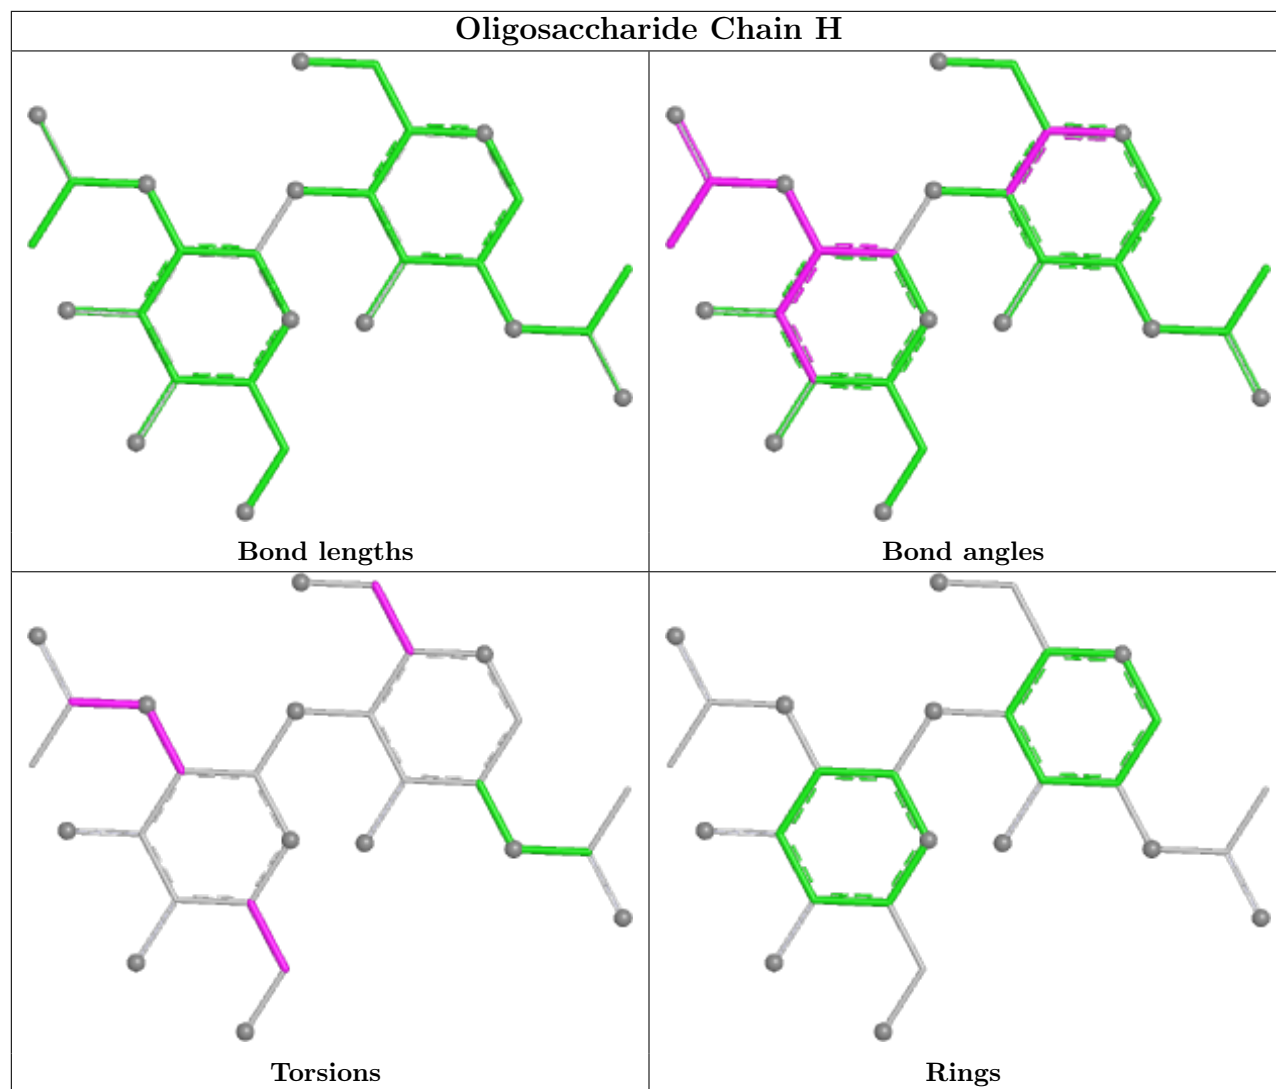 Oligosaccharide Chain H
Bond lengths
Bond angles
Torsions
Rings